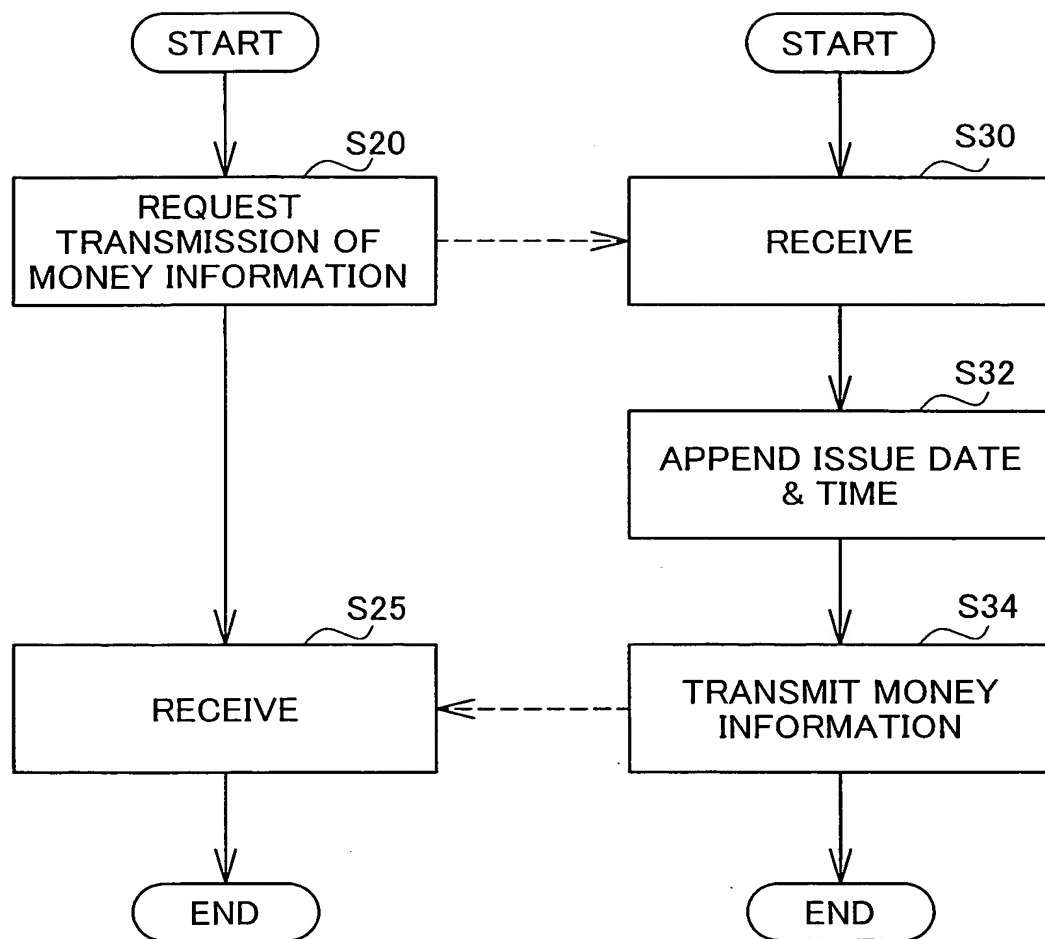 START
S20
REQUEST
TRANSMISSION OF
MONEY INFORMATION
S25
RECEIVE
END
START
S30
RECEIVE
S32
APPEND ISSUE DATE
& TIME
S34
TRANSMIT MONEY
INFORMATION
END